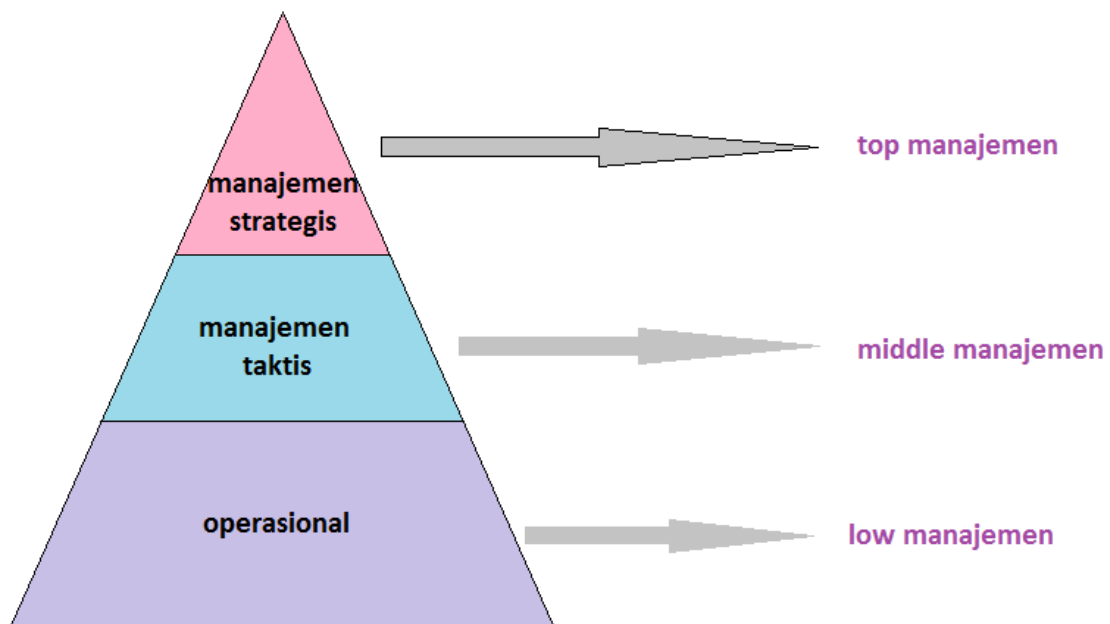 manajemen
strategis
top manajemen
manajemen
taktis
middle manajemen
operasional
low manajemen